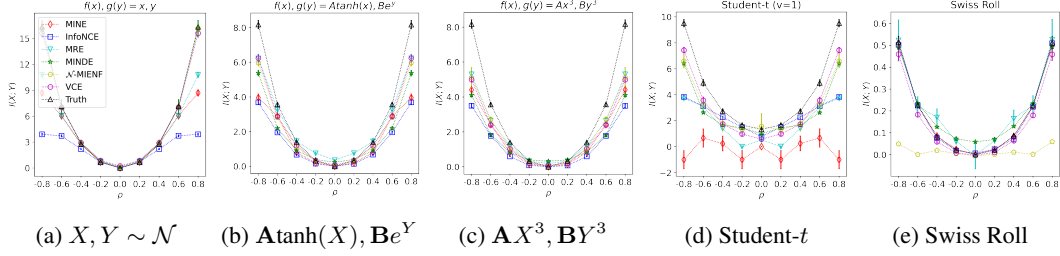 f(x), g(y) = x, y
I(X; Y)
15
12
9
6
3
0
MINE
InfoNCE
MRE
MINDE
𝒩-MIENF
VCE
Truth
-0.8 -0.6 -0.4 -0.2 0.0 0.2 0.4 0.6 0.8
ρ
(a) X, Y ∼ 𝒩
f(x), g(y) = Atanh(x), Be^y
I(X; Y)
8.0
6.0
4.0
2.0
0.0
-0.8 -0.6 -0.4 -0.2 0.0 0.2 0.4 0.6 0.8
ρ
(b) Atanh(X), Be^Y
f(x), g(y) = Ax^3, By^3
I(X; Y)
8.0
6.0
4.0
2.0
0.0
-0.8 -0.6 -0.4 -0.2 0.0 0.2 0.4 0.6 0.8
ρ
(c) AX^3, BY^3
Student-t (v=1)
I(X; Y)
8
6
4
2
0
−2
-0.8 -0.6 -0.4 -0.2 0.0 0.2 0.4 0.6 0.8
ρ
(d) Student-t
Swiss Roll
I(X; Y)
0.6
0.5
0.4
0.3
0.2
0.1
0.0
-0.8 -0.6 -0.4 -0.2 0.0 0.2 0.4 0.6 0.8
ρ
(e) Swiss Roll